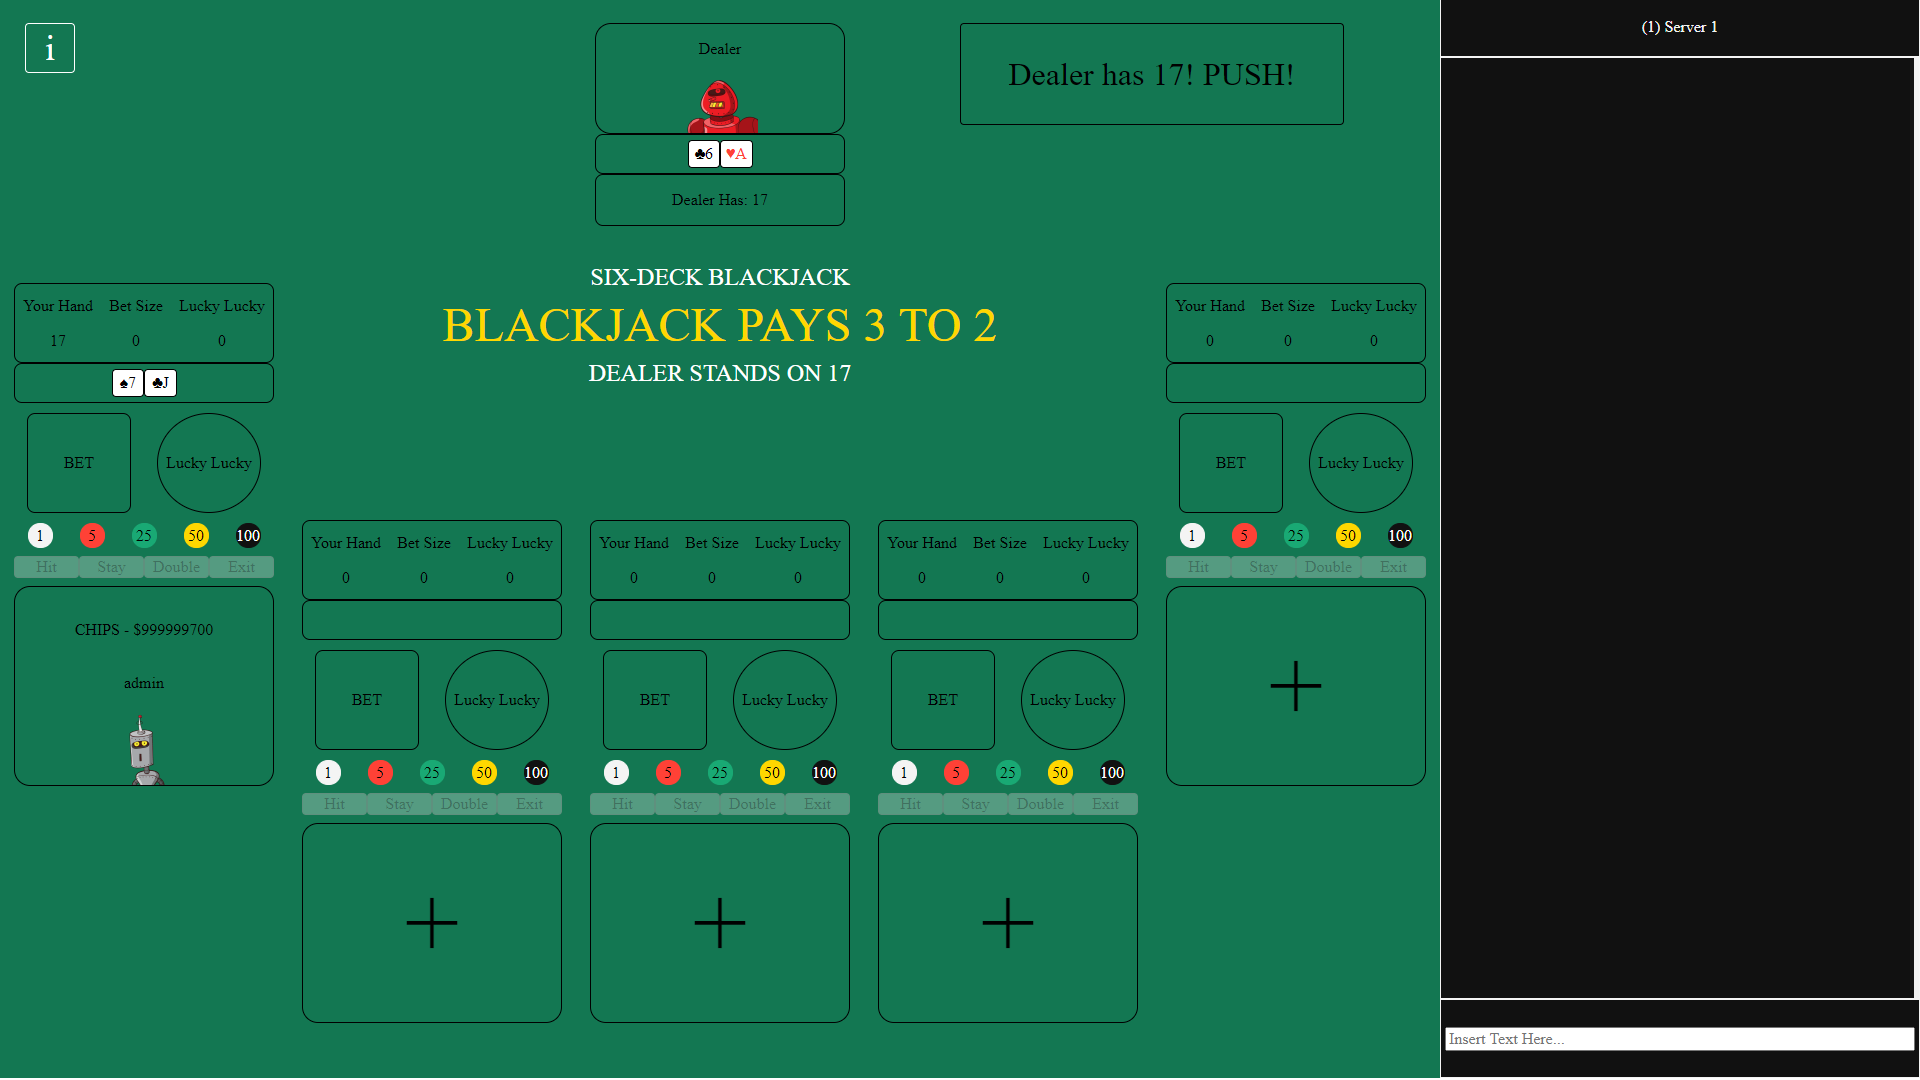 i
Dealer
♣6 ♥A
Dealer Has: 17
Dealer has 17! PUSH!
(1) Server 1
SIX-DECK BLACKJACK
BLACKJACK PAYS 3 TO 2
DEALER STANDS ON 17
Your Hand Bet Size Lucky Lucky
17 0 0
♠7 ♣J
BET Lucky Lucky
1 5 25 50 100
Hit Stay Double Exit
CHIPS - $999999700
admin
Your Hand Bet Size Lucky Lucky
0 0 0
BET Lucky Lucky
1 5 25 50 100
Hit Stay Double Exit
Your Hand Bet Size Lucky Lucky
0 0 0
BET Lucky Lucky
1 5 25 50 100
Hit Stay Double Exit
Your Hand Bet Size Lucky Lucky
0 0 0
BET Lucky Lucky
1 5 25 50 100
Hit Stay Double Exit
Your Hand Bet Size Lucky Lucky
0 0 0
BET Lucky Lucky
1 5 25 50 100
Hit Stay Double Exit
Insert Text Here...